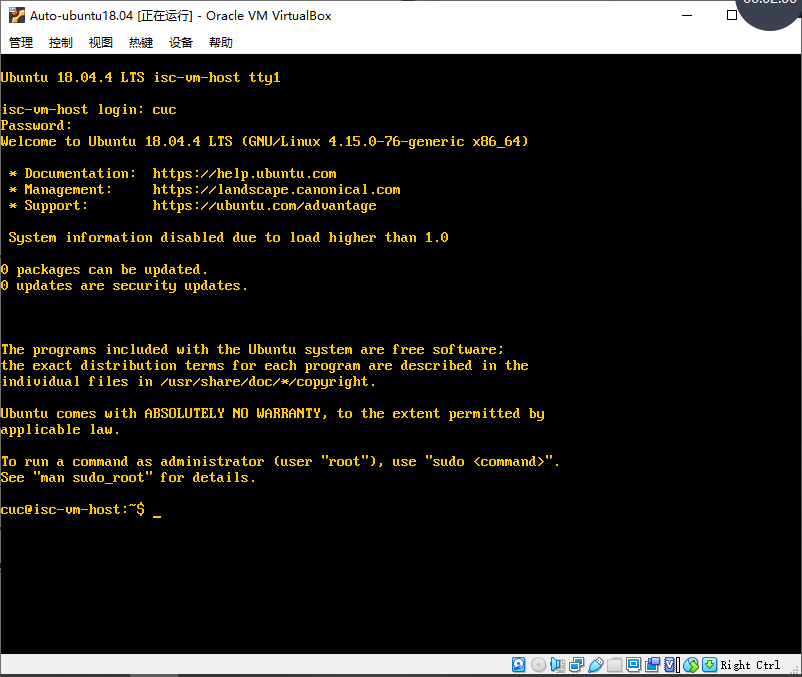 Auto-ubuntu18.04 [正在运行] - Oracle VM VirtualBox
管理 控制 视图 热键 设备 帮助
Ubuntu 18.04.4 LTS isc-vm-host tty1
isc-vm-host login: cuc
Password:
Welcome to Ubuntu 18.04.4 LTS (GNU/Linux 4.15.0-76-generic x86_64)
* Documentation: https://help.ubuntu.com
* Management: https://landscape.canonical.com
* Support: https://ubuntu.com/advantage
System information disabled due to load higher than 1.0
0 packages can be updated.
0 updates are security updates.
The programs included with the Ubuntu system are free software;
the exact distribution terms for each program are described in the
individual files in /usr/share/doc/*/copyright.
Ubuntu comes with ABSOLUTELY NO WARRANTY, to the extent permitted by
applicable law.
To run a command as administrator (user "root"), use "sudo <command>".
See "man sudo_root" for details.
cuc@isc-vm-host:~$ _
Right Ctrl